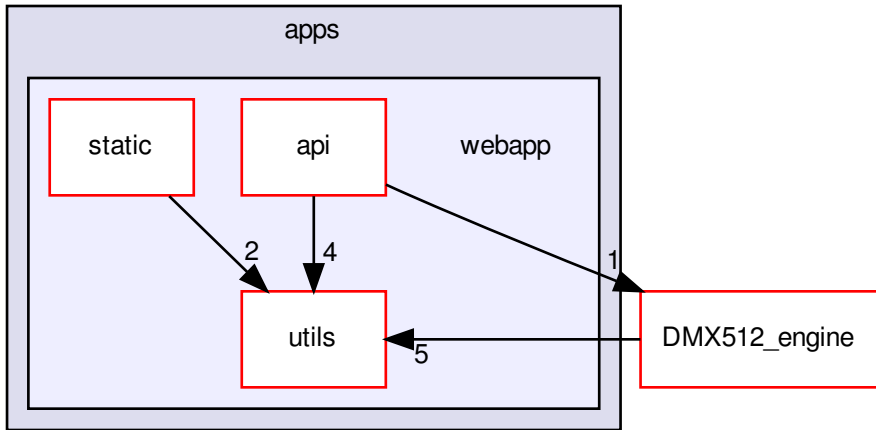 apps
static
api
webapp
2
4
1
utils
DMX512_engine
5